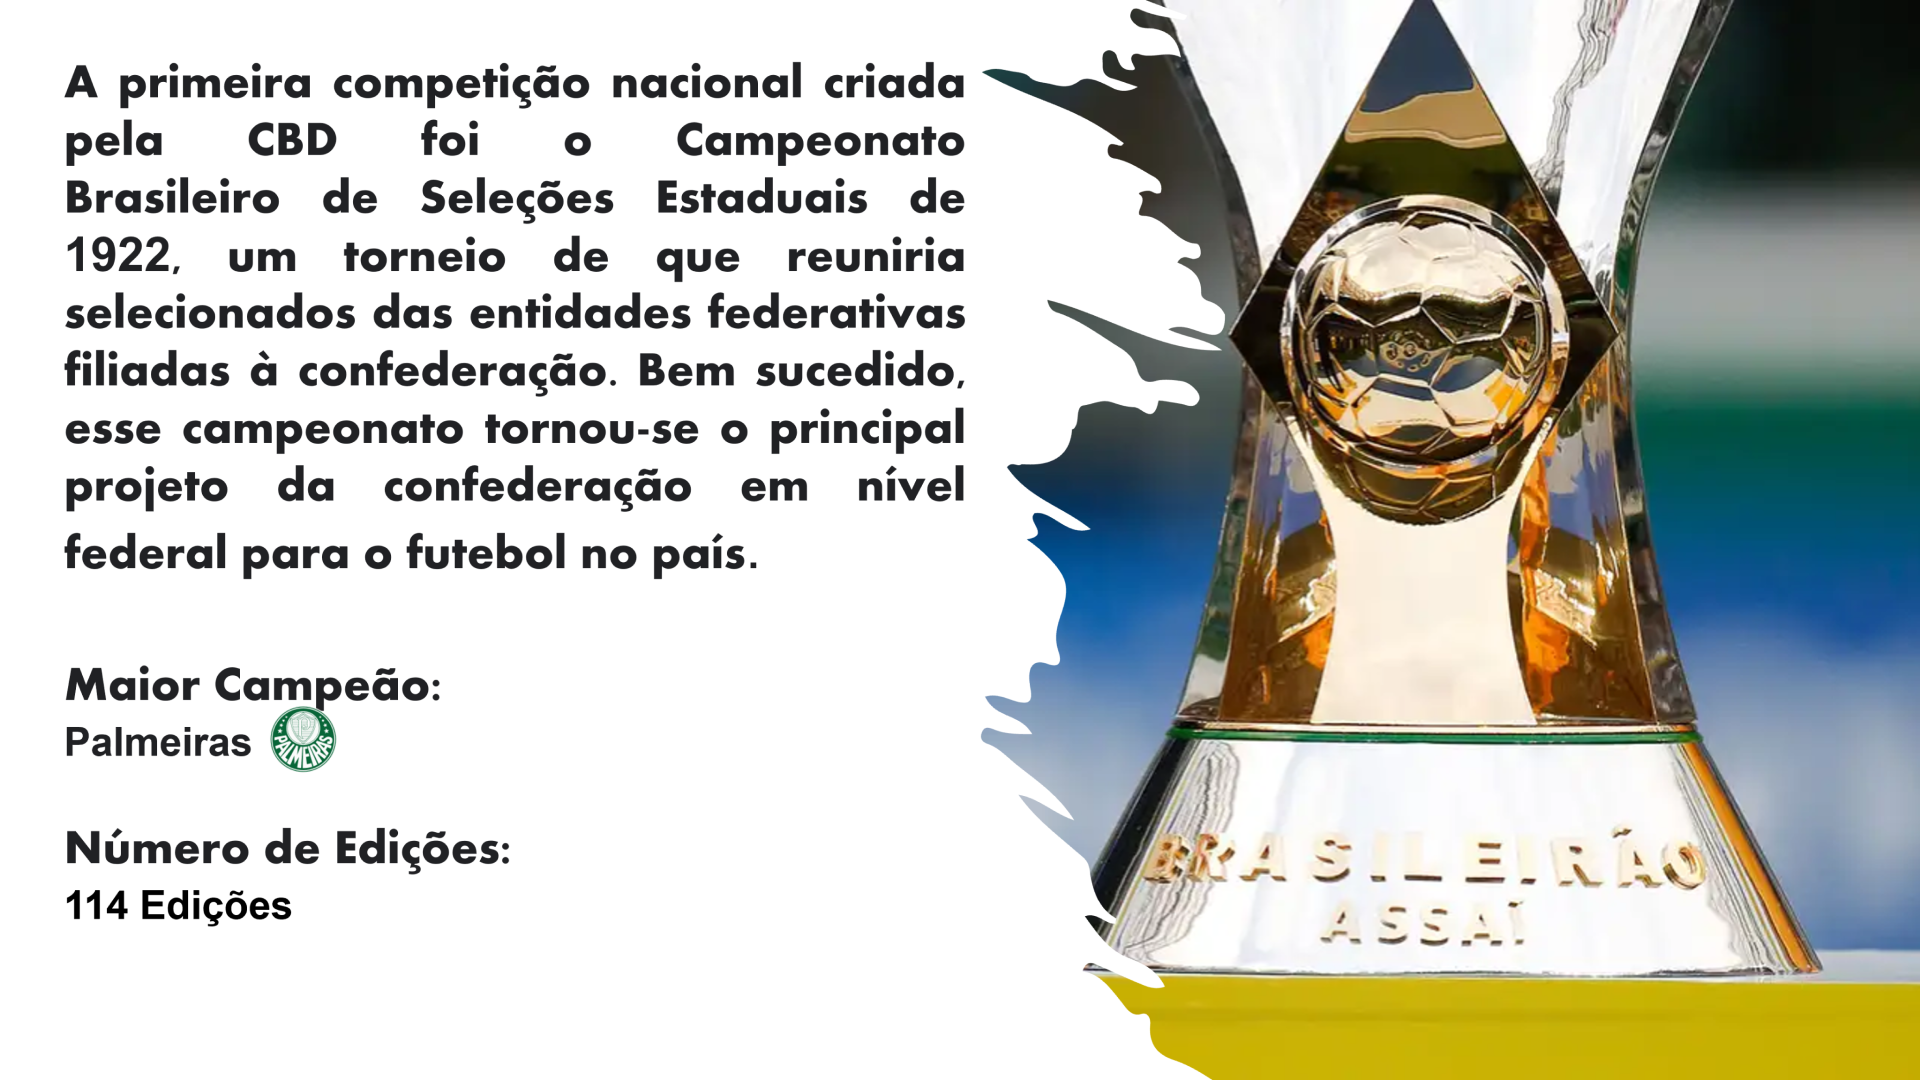 A primeira competição nacional criada
pela CBD foi o Campeonato
Brasileiro de Seleções Estaduais de
1922, um torneio de que reuniria
selecionados das entidades federativas
filiadas à confederação. Bem sucedido,
esse campeonato tornou-se o principal
projeto da confederação em nível
federal para o futebol no país.
Maior Campeão:
Palmeiras
PALMEIRAS
Número de Edições:
114 Edições
BRASILEIRÃO
ASSAÍ